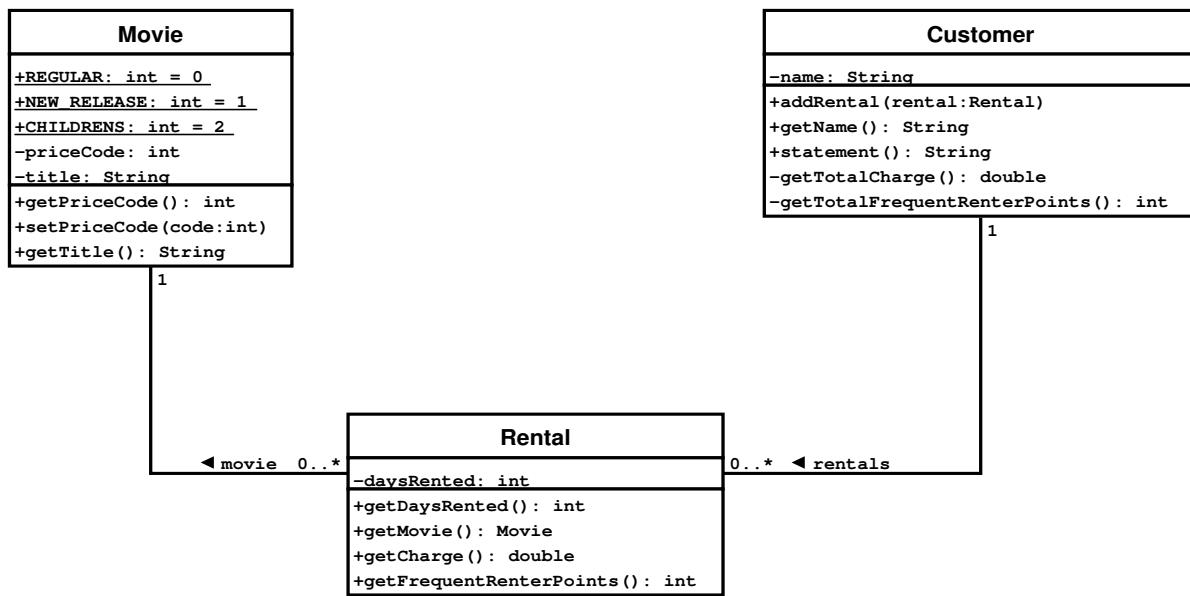 Movie
+REGULAR: int = 0
+NEW_RELEASE: int = 1
+CHILDRENS: int = 2
-priceCode: int
-title: String
+getPriceCode(): int
+setPriceCode(code:int)
+getTitle(): String
1
Customer
-name: String
+addRental(rental:Rental)
+getName(): String
+statement(): String
-getTotalCharge(): double
-getTotalFrequentRenterPoints(): int
1
◄ movie 0..*
Rental
-daysRented: int
+getDaysRented(): int
+getMovie(): Movie
+getCharge(): double
+getFrequentRenterPoints(): int
0..* ◄ rentals